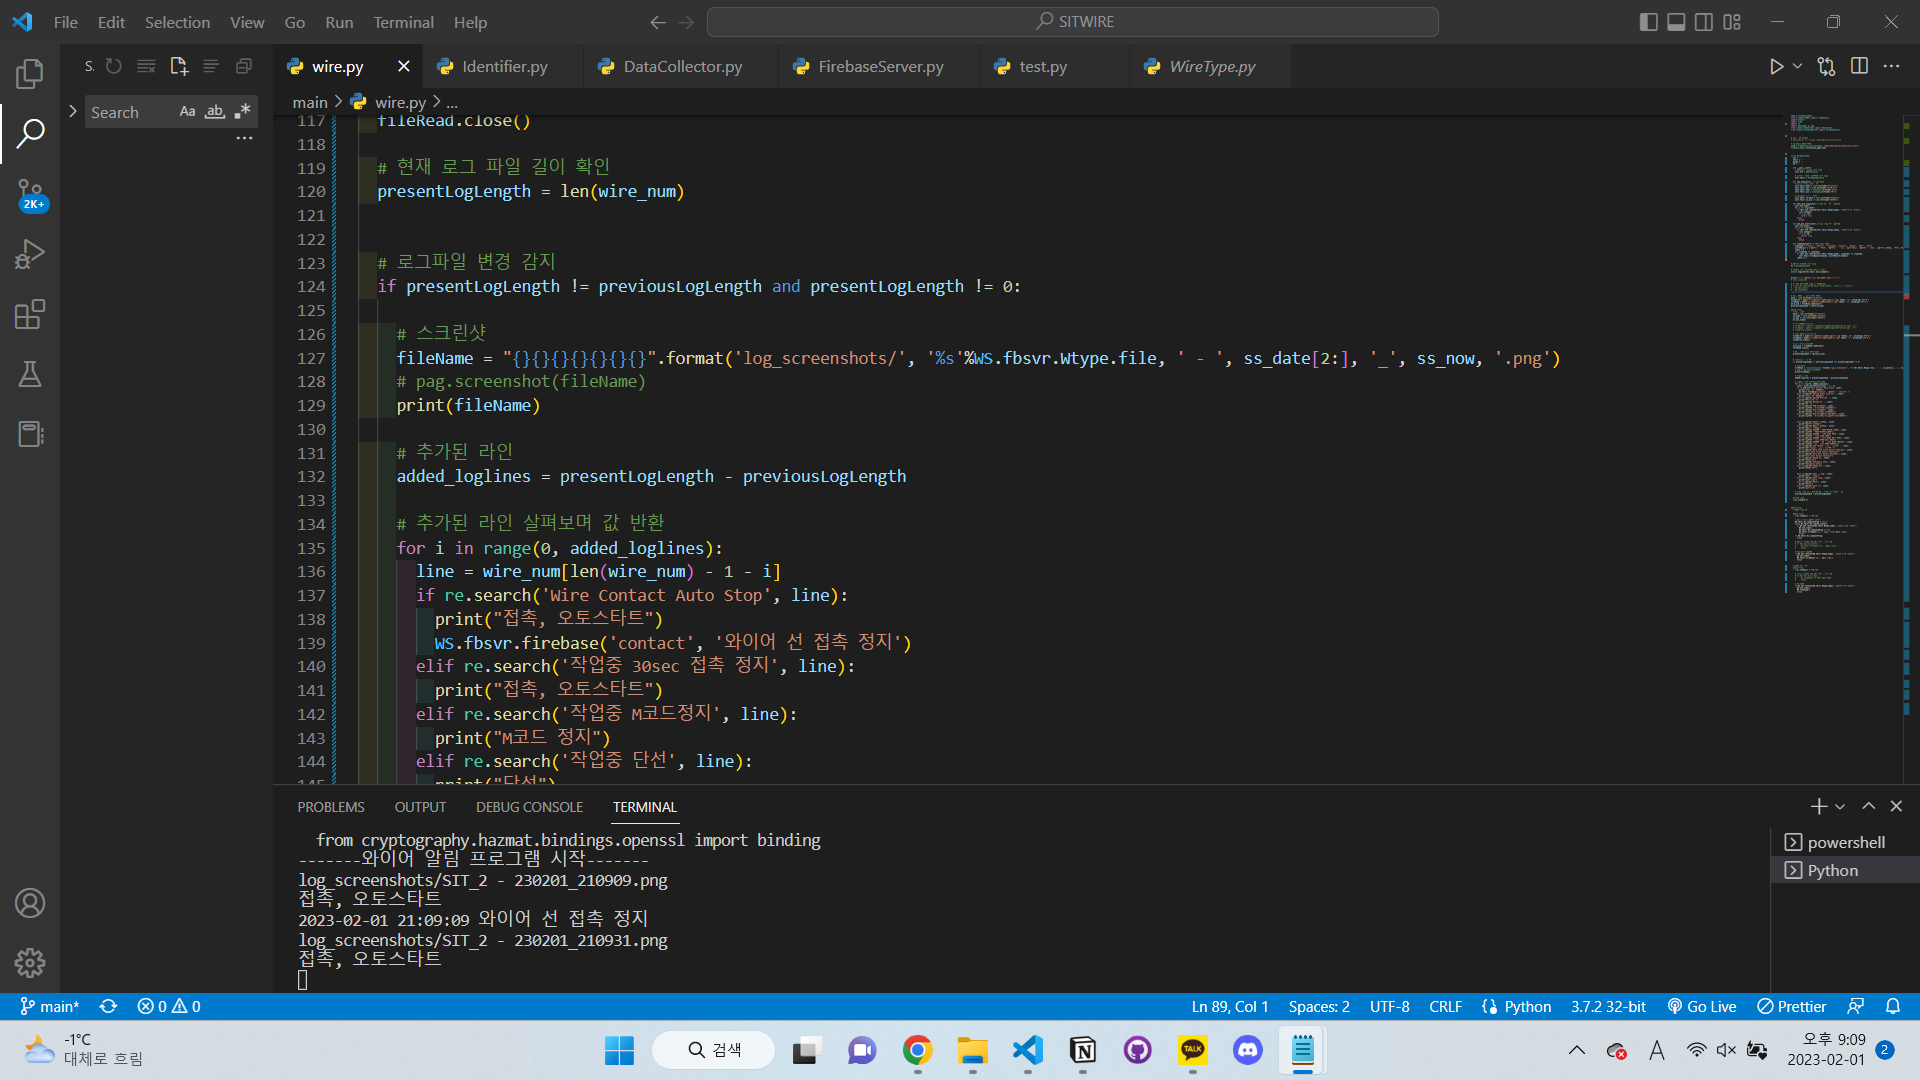 File Edit Selection View Go Run Terminal Help
SITWIRE
S.
wire.py
Identifier.py
DataCollector.py
FirebaseServer.py
test.py
WireType.py
Search
Aa
ab
main > wire.py > ...
2K+
117 fileRead.close()
118
119 # 현재 로그 파일 길이 확인
120 presentLogLength = len(wire_num)
121
122
123 # 로그파일 변경 감지
124 if presentLogLength != previousLogLength and presentLogLength != 0:
125
126 # 스크린샷
127 fileName = "{}{}{}{}{}{}{}".format('log_screenshots/', '%s'%WS.fbsvr.Wtype.file, ' - ', ss_date[2:], '_', ss_now, '.png')
128 # pag.screenshot(fileName)
129 print(fileName)
130
131 # 추가된 라인
132 added_loglines = presentLogLength - previousLogLength
133
134 # 추가된 라인 살펴보며 값 반환
135 for i in range(0, added_loglines):
136 line = wire_num[len(wire_num) - 1 - i]
137 if re.search('Wire Contact Auto Stop', line):
138 print("접촉, 오토스타트")
139 WS.fbsvr.firebase('contact', '와이어 선 접촉 정지')
140 elif re.search('작업중 30sec 접촉 정지', line):
141 print("접촉, 오토스타트")
142 elif re.search('작업중 M코드정지', line):
143 print("M코드 정지")
144 elif re.search('작업중 단선', line):
145 print("단선")
PROBLEMS OUTPUT DEBUG CONSOLE TERMINAL
from cryptography.hazmat.bindings.openssl import binding
-------와이어 알림 프로그램 시작-------
log_screenshots/SIT_2 - 230201_210909.png
접촉, 오토스타트
2023-02-01 21:09:09 와이어 선 접촉 정지
log_screenshots/SIT_2 - 230201_210931.png
접촉, 오토스타트
powershell
Python
main* 0 0 Ln 89, Col 1 Spaces: 2 UTF-8 CRLF Python 3.7.2 32-bit Go Live Prettier
-1°C
대체로 흐림
검색
TALK
A
오후 9:09
2023-02-01
2